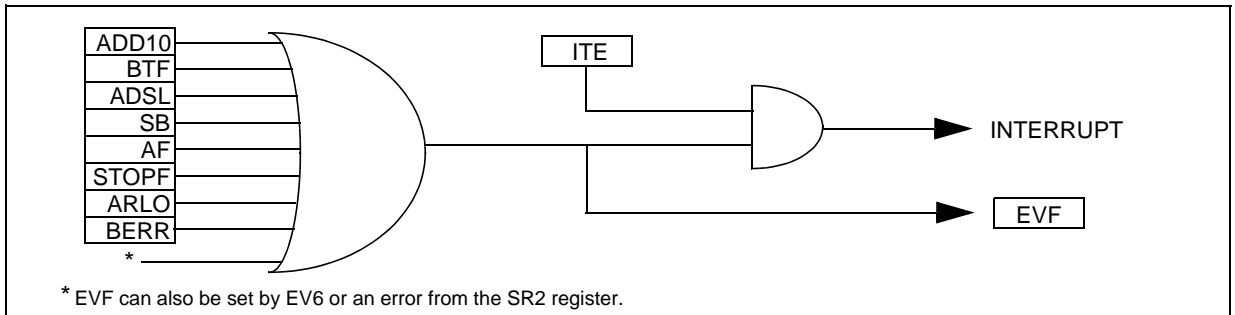 ADD10
BTF
ADSL
SB
AF
STOPF
ARLO
BERR
*
ITE
INTERRUPT
EVF
* EVF can also be set by EV6 or an error from the SR2 register.